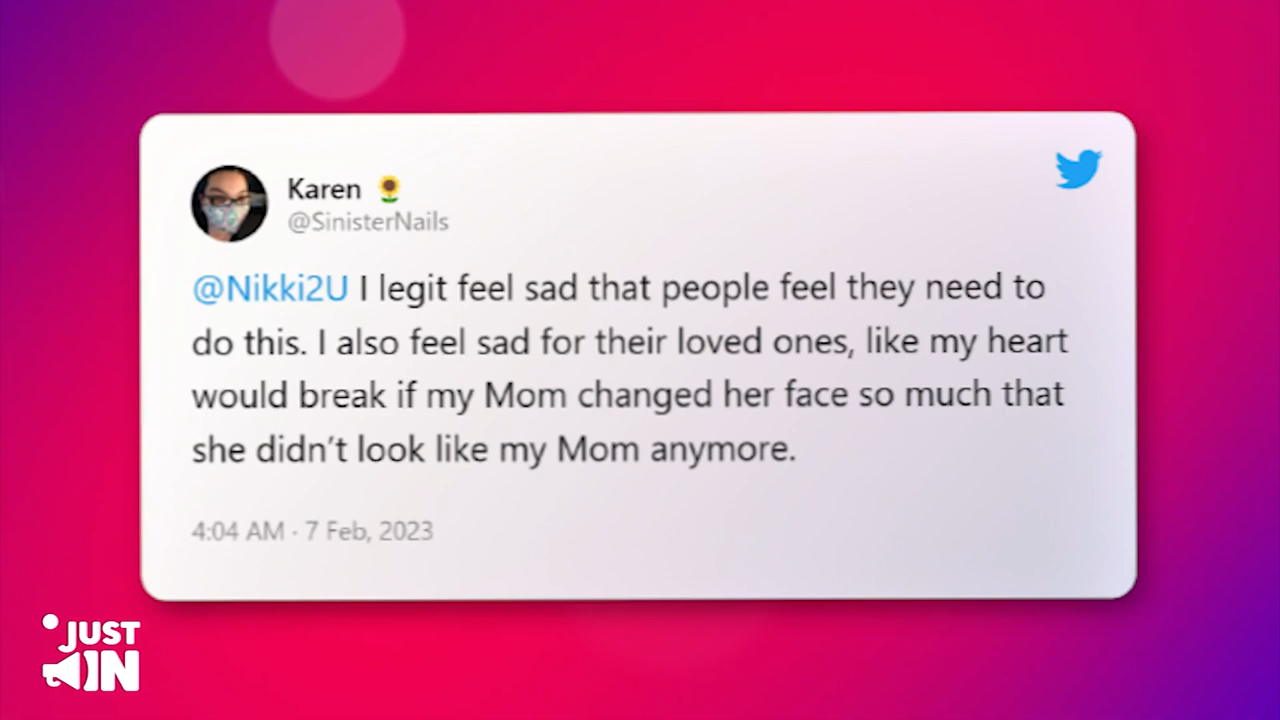 Karen 🌻
@SinisterNails
@Nikki2U I legit feel sad that people feel they need to
do this. I also feel sad for their loved ones, like my heart
would break if my Mom changed her face so much that
she didn’t look like my Mom anymore.
4:04 AM · 7 Feb, 2023
JUST
IN